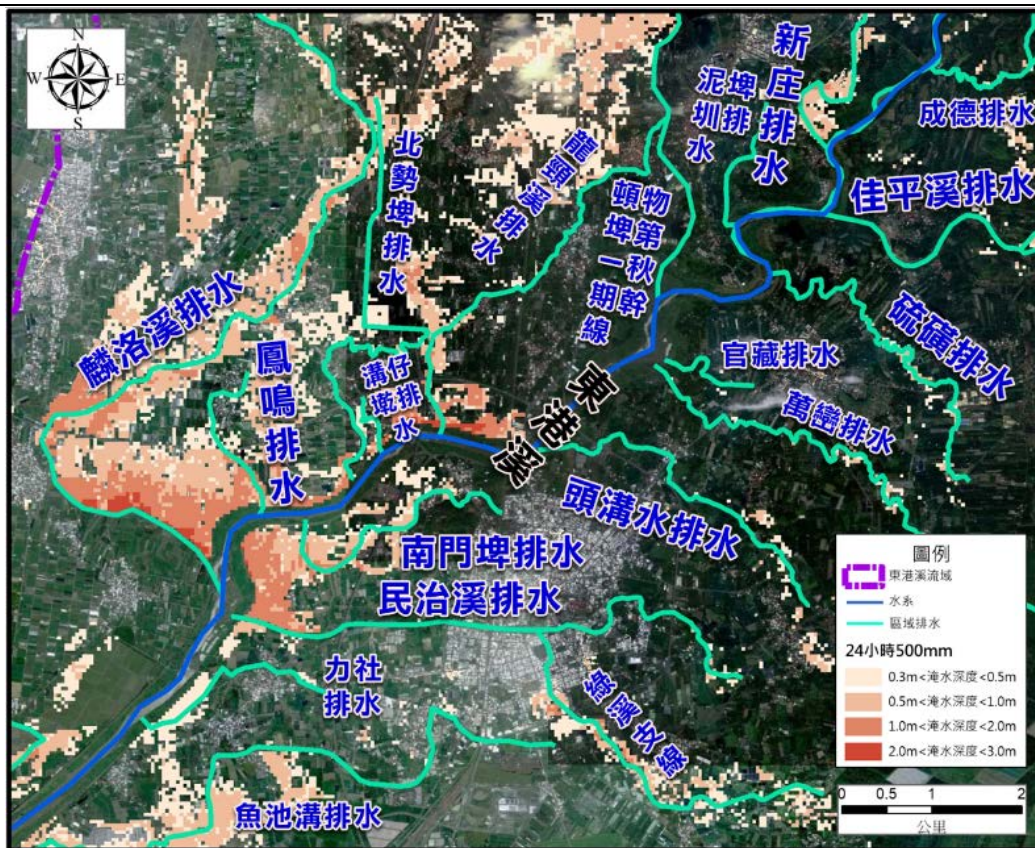 N
W E
S
新庄排水
泥埤
圳排
水
成德排水
佳平溪排水
北勢埤排水
龍頸溪排水
頓物
埤第
一秋
期幹
線
麟洛溪排水
鳳鳴排水
溝仔
墘排
水
東港溪
官藏排水
硫磺排水
萬巒排水
頭溝水排水
南門埤排水
民治溪排水
力社
排水
魚池溝排水
圖例
東港溪流域
水系
區域排水
24小時500mm
0.3m<淹水深度<0.5m
0.5m<淹水深度<1.0m
1.0m<淹水深度<2.0m
2.0m<淹水深度<3.0m
0 0.5 1 2
公里